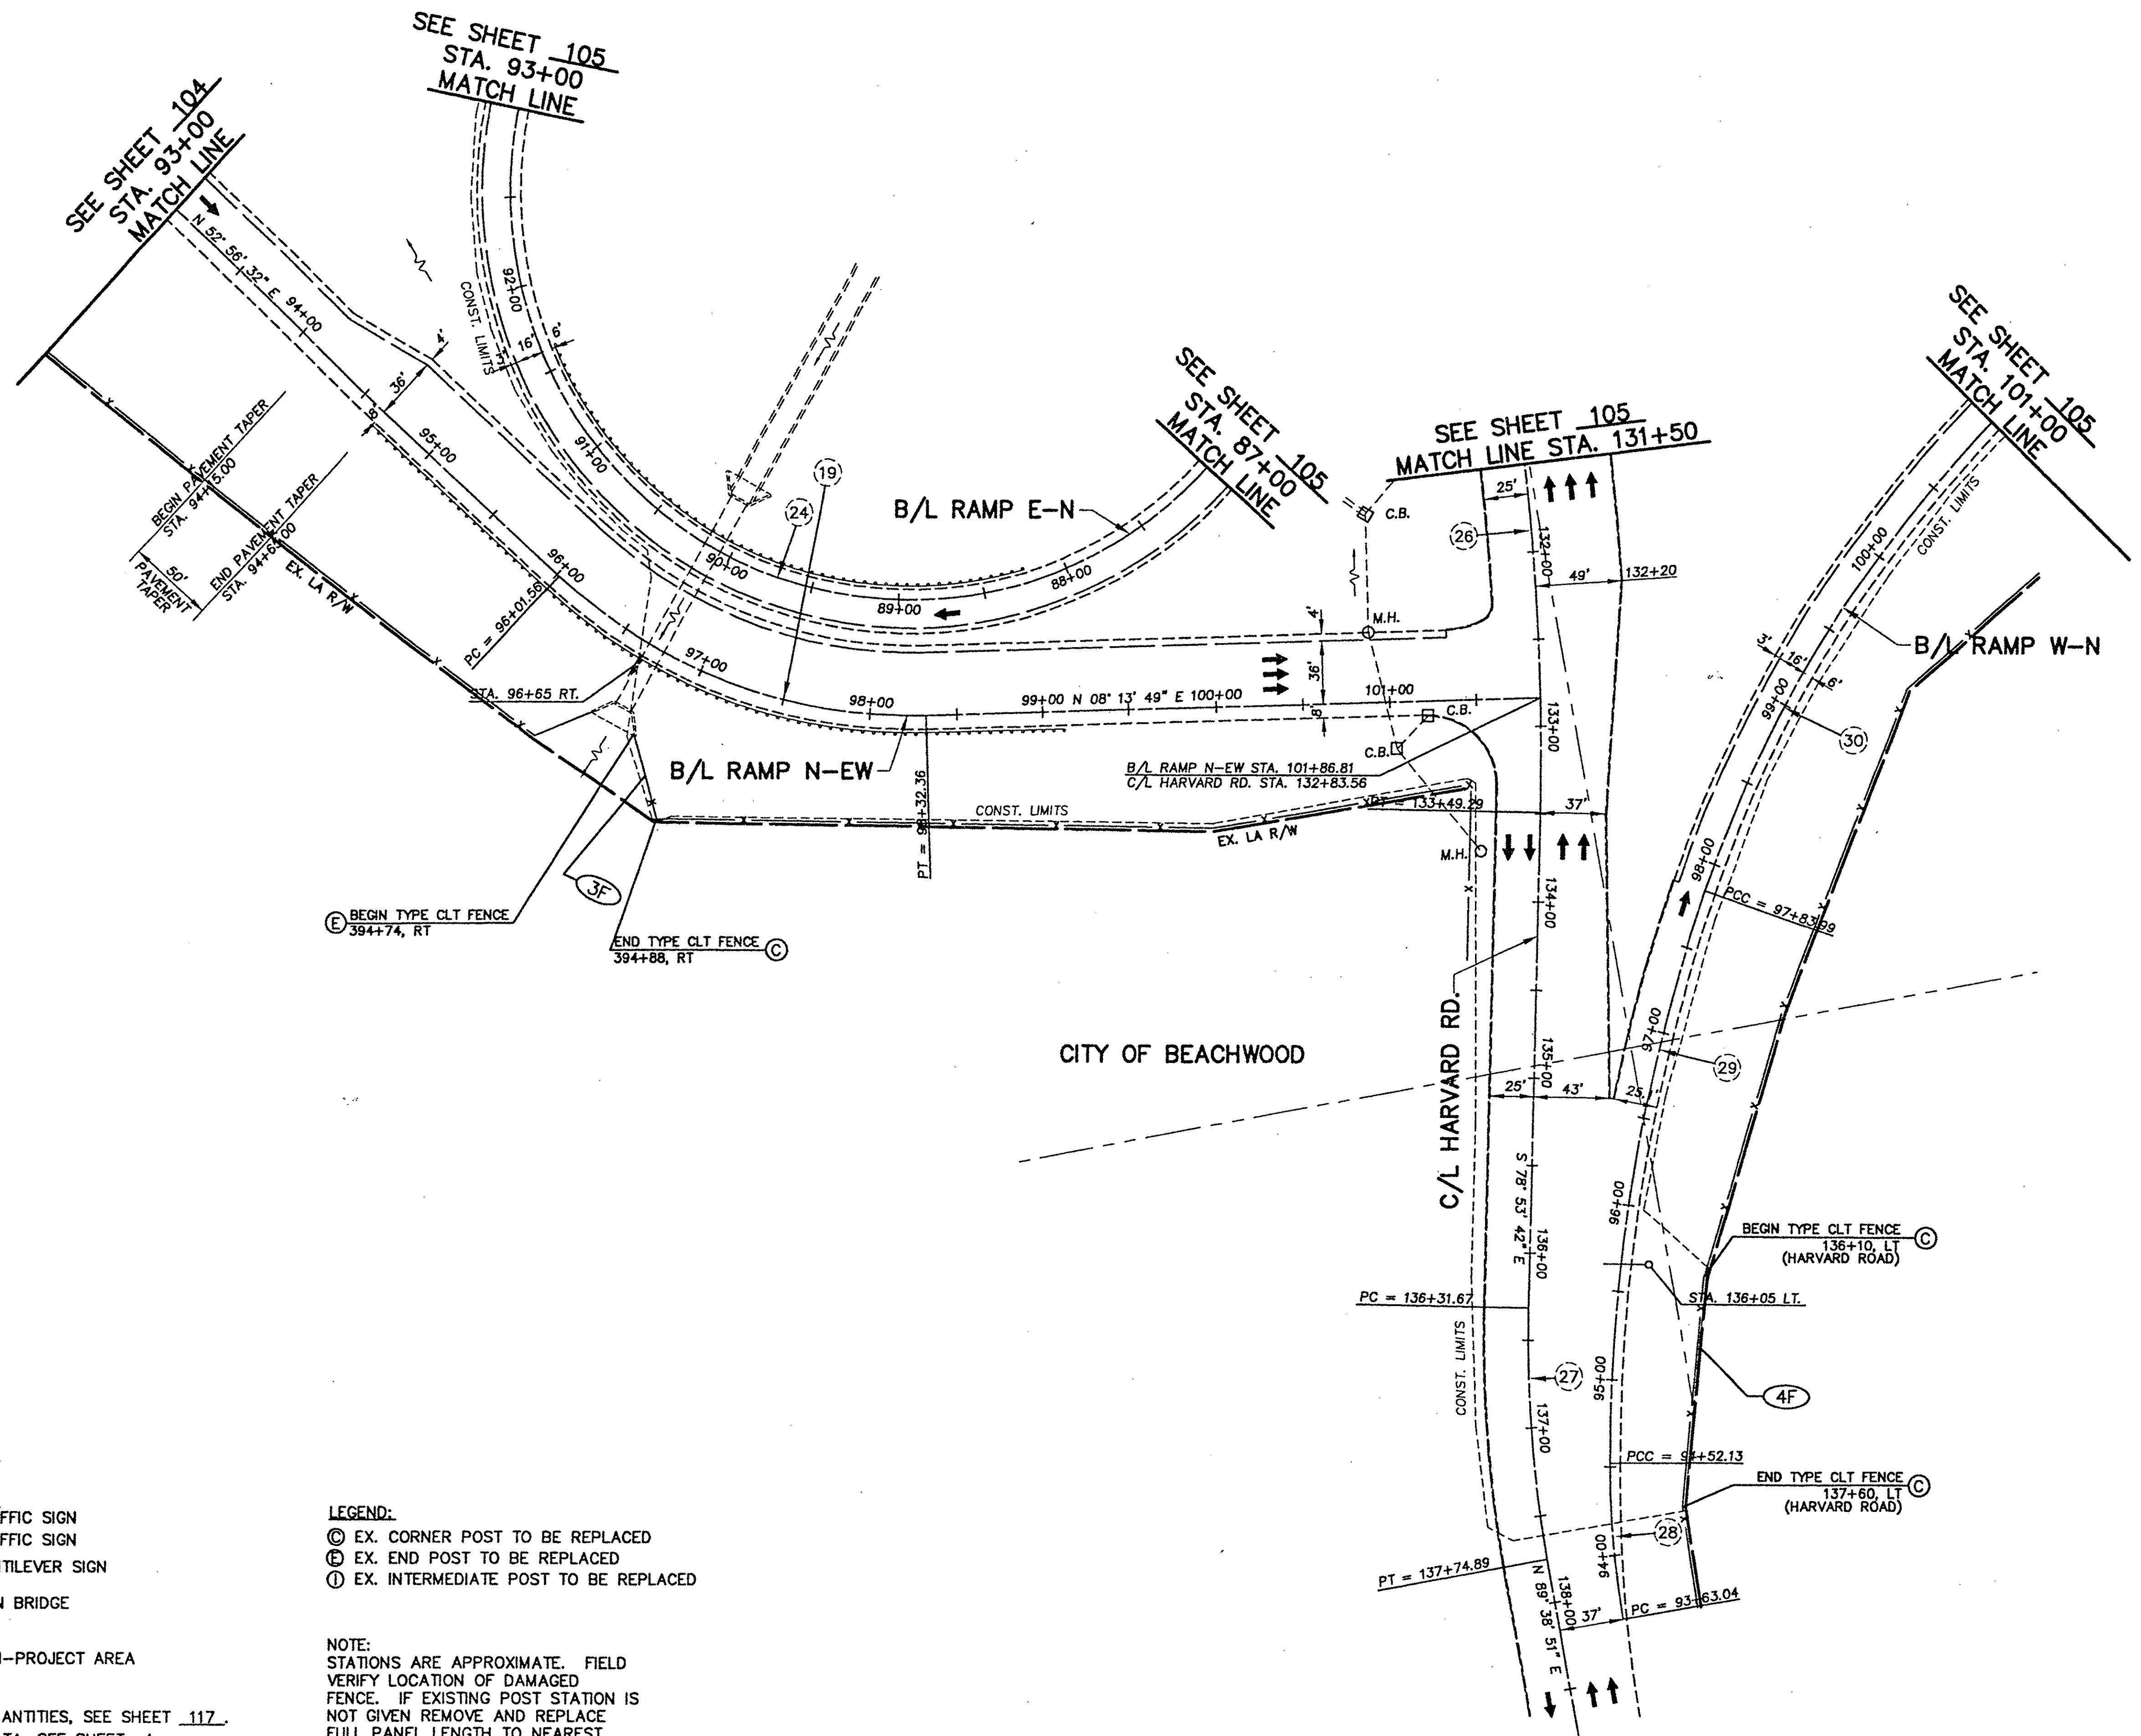 SEE SHEET 104
STA. 93+00
MATCH LINE
SEE SHEET 105
STA. 93+00
MATCH LINE
N 52° 56' 32" E 94+00
4'
36'
8'
95+00
96+00
97+00
98+00
99+00 N 08° 13' 49" E 100+00
101+00
CONST. LIMITS
92+00
16'
6'
91+00
90+00
89+00
88+00
24
19
B/L RAMP E-N
SEE SHEET 105
STA. 87+00
MATCH LINE
BEGIN PAVEMENT TAPER
STA. 94+15.00
END PAVEMENT TAPER
STA. 94+65.00
50'
PAVEMENT
TAPER
EX. LA R/W
PC = 96+01.56
STA. 96+65 RT.
B/L RAMP N-EW
PT = 98+32.36
CONST. LIMITS
EX. LA R/W
3F
E BEGIN TYPE CLT FENCE
394+74, RT
END TYPE CLT FENCE C
394+88, RT
SEE SHEET 105
MATCH LINE STA. 131+50
25'
26
132+00
49'
132+20
C.B.
M.H.
4'
36'
8'
C.B.
C.B.
133+00
B/L RAMP N-EW STA. 101+86.81
C/L HARVARD RD. STA. 132+83.56
PT = 133+49.29
37'
M.H.
134+00
C/L HARVARD RD.
135+00
25'
43'
25'
S 78° 53' 42" E
136+00
PC = 136+31.67
CONST. LIMITS
27
137+00
PT = 137+74.89
N 89° 38' 51" E
138+00
37'
PC = 93+63.04
SEE SHEET 105
STA. 101+00
MATCH LINE
CONST. LIMITS
100+00
B/L RAMP W-N
3'
16'
6'
99+00
30
98+00
PCC = 97+83.99
97+00
29
96+00
BEGIN TYPE CLT FENCE C
136+10, LT
(HARVARD ROAD)
STA. 136+05 LT.
95+00
4F
PCC = 94+52.13
END TYPE CLT FENCE C
137+60, LT
(HARVARD ROAD)
28
94+00
CITY OF BEACHWOOD
FFIC SIGN
FFIC SIGN
TILEVER SIGN
N BRIDGE
-PROJECT AREA
ANTITIES, SEE SHEET 117.
LEGEND:
C EX. CORNER POST TO BE REPLACED
E EX. END POST TO BE REPLACED
I EX. INTERMEDIATE POST TO BE REPLACED
NOTE:
STATIONS ARE APPROXIMATE. FIELD
VERIFY LOCATION OF DAMAGED
FENCE. IF EXISTING POST STATION IS
NOT GIVEN REMOVE AND REPLACE
FULL PANEL LENGTH TO NEAREST